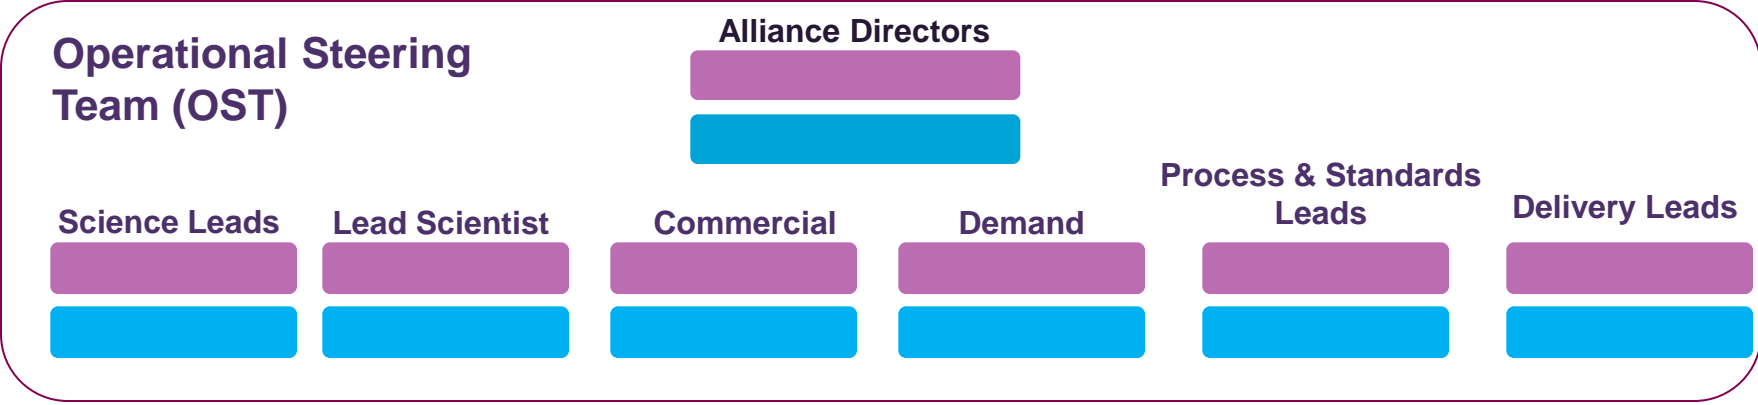 Operational Steering
Team (OST)
Alliance Directors
Science Leads
Lead Scientist
Commercial
Demand
Process & Standards
Leads
Delivery Leads